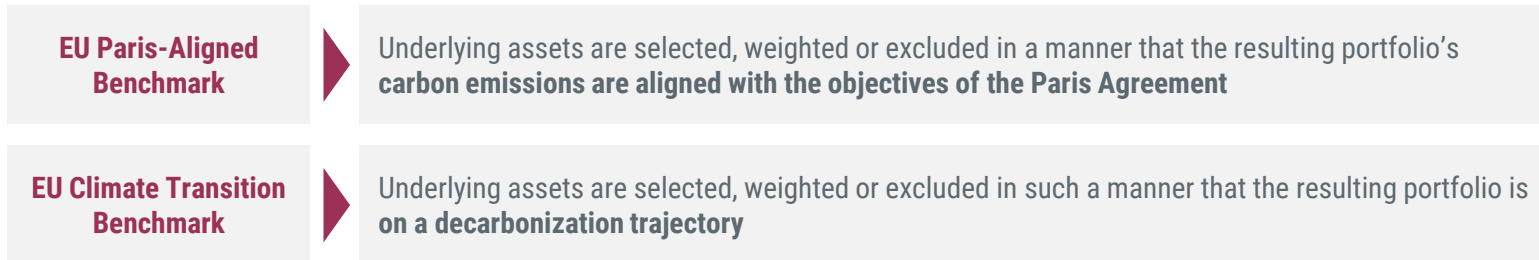 EU Paris-Aligned
Benchmark
Underlying assets are selected, weighted or excluded in a manner that the resulting portfolio's
carbon emissions are aligned with the objectives of the Paris Agreement
EU Climate Transition
Benchmark
Underlying assets are selected, weighted or excluded in such a manner that the resulting portfolio is
on a decarbonization trajectory